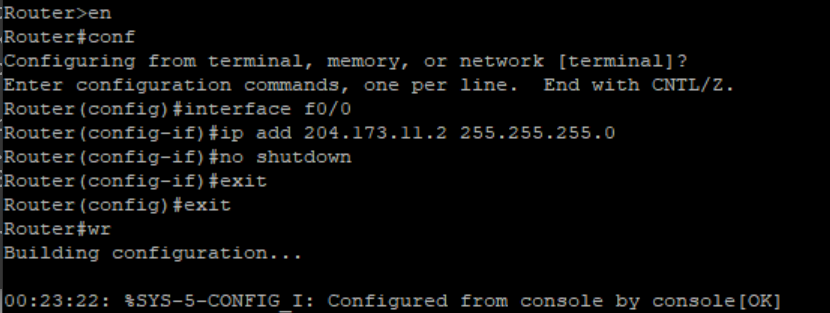 Router>en
Router#conf
Configuring from terminal, memory, or network [terminal]?
Enter configuration commands, one per line.  End with CNTL/Z.
Router(config)#interface f0/0
Router(config-if)#ip add 204.173.11.2 255.255.255.0
Router(config-if)#no shutdown
Router(config-if)#exit
Router(config)#exit
Router#wr
Building configuration...
00:23:22: %SYS-5-CONFIG_I: Configured from console by console[OK]